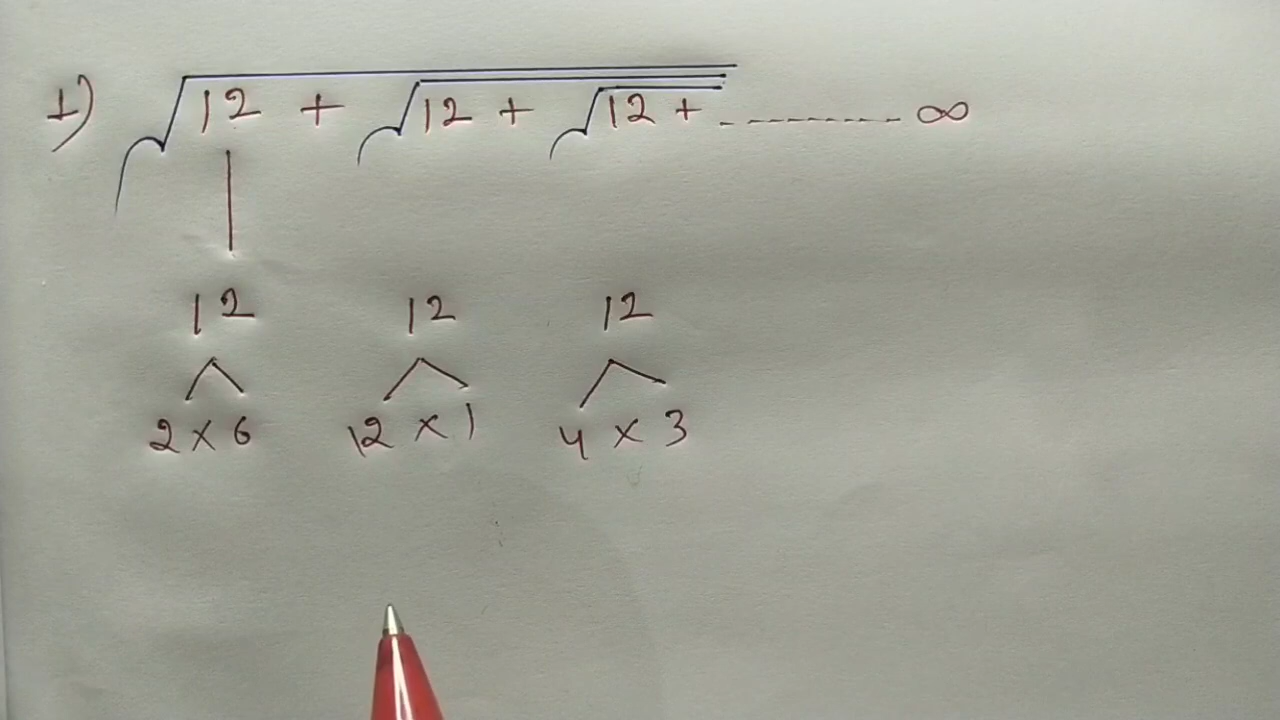 1) √12 + √12 + √12 + -------- ∞
12 12 12
2 × 6 12 × 1 4 × 3